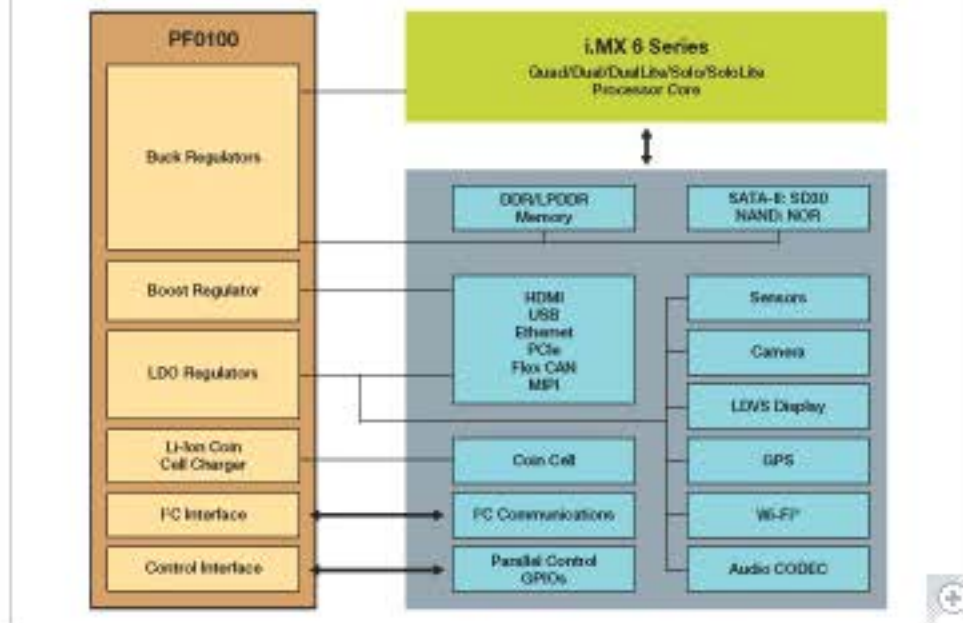 PF0100
Buck Regulators
Boost Regulator
LDO Regulators
Li-Ion Coin
Cell Charger
I²C Interface
Control Interface
i.MX 6 Series
Quad/Dual/DualLite/Solo/SoloLite
Processor Core
DDR/LPDDR
Memory
SATA-II: SD30
NAND: NOR
HDMI
USB
Ethernet
PCIe
Flex CAN
MIPI
Coin Cell
I²C Communications
Parallel Control
GPIOs
Sensors
Camera
LDVS Display
GPS
Wi-Fi®
Audio CODEC